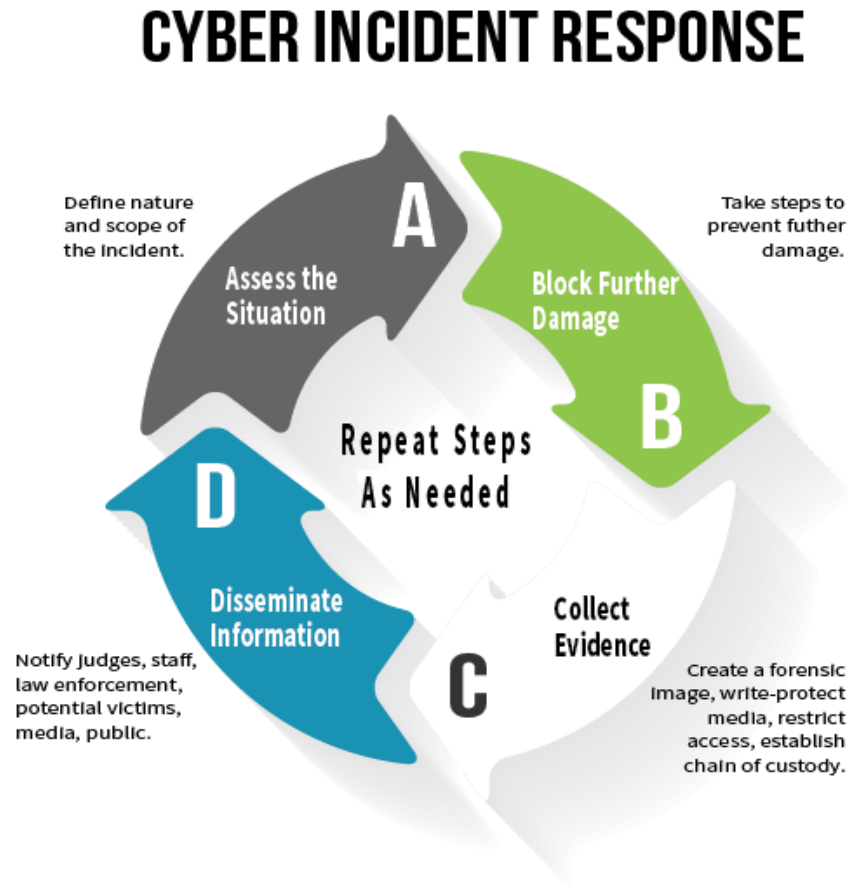 CYBER INCIDENT RESPONSE
Define nature
and scope of
the incident.
A
Assess the
Situation
Take steps to
prevent futher
damage.
Block Further
Damage
B
Repeat Steps
As Needed
Collect
Evidence
C
Create a forensic
image, write-protect
media, restrict
access, establish
chain of custody.
D
Disseminate
Information
Notify judges, staff,
law enforcement,
potential victims,
media, public.